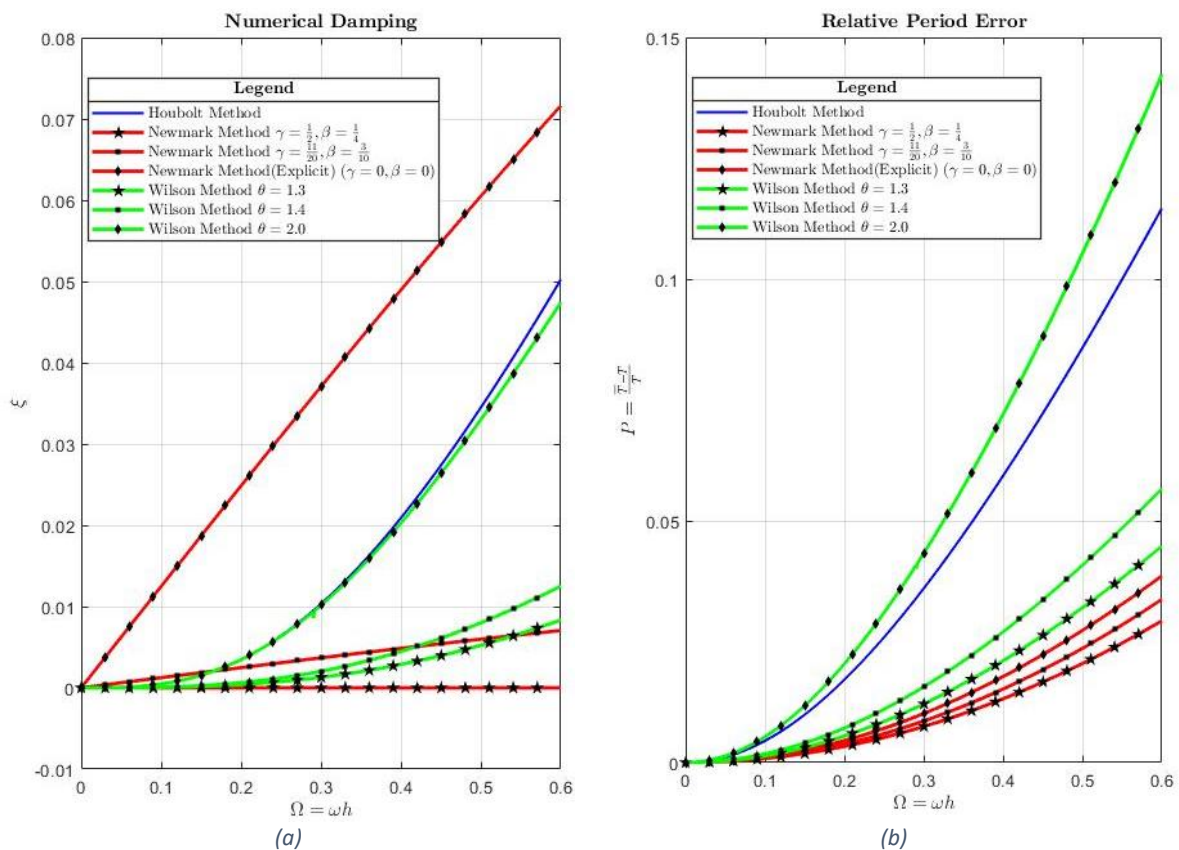 Numerical Damping
0.08
0.07
0.06
0.05
0.04
0.03
0.02
0.01
0
-0.01
ξ
Legend
Houbolt Method
Newmark Method γ = 1/2, β = 1/4
Newmark Method γ = 11/20, β = 3/10
Newmark Method(Explicit) (γ = 0, β = 0)
Wilson Method θ = 1.3
Wilson Method θ = 1.4
Wilson Method θ = 2.0
0 0.1 0.2 0.3 0.4 0.5 0.6
Ω = ωh
(a)
Relative Period Error
0.15
0.1
0.05
0
P = (T̅−T)/T
Legend
Houbolt Method
Newmark Method γ = 1/2, β = 1/4
Newmark Method γ = 11/20, β = 3/10
Newmark Method(Explicit) (γ = 0, β = 0)
Wilson Method θ = 1.3
Wilson Method θ = 1.4
Wilson Method θ = 2.0
0 0.1 0.2 0.3 0.4 0.5 0.6
Ω = ωh
(b)